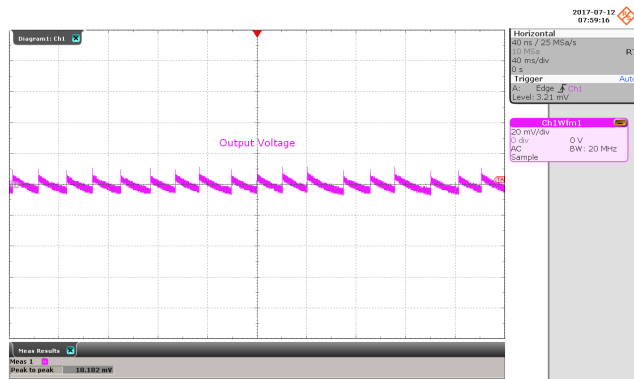 2017-07-12
07:59:16
Diagram1: Ch1
Horizontal
40 ns / 25 MSa/s
10 MSa RT
40 ms/div
0 s
Trigger Auto
A: Edge Ch1
Level: 3.21 mV
Ch1Wfm1
20 mV/div
0 div 0 V
AC BW: 20 MHz
Sample
Output Voltage
TA
Meas Results
Meas 1
Peak to peak 18.182 mV